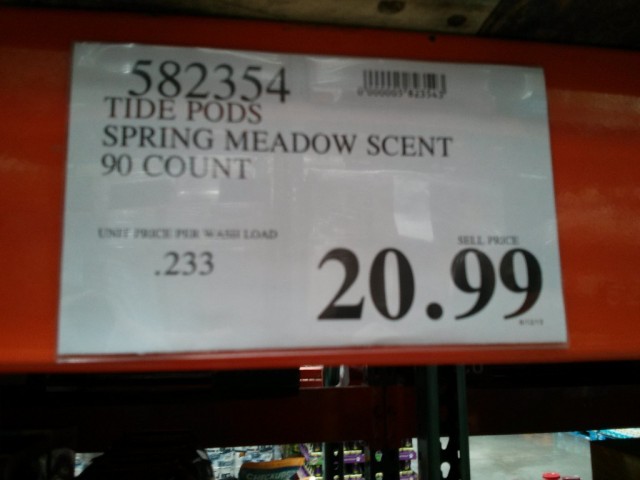 582354
TIDE PODS
SPRING MEADOW SCENT
90 COUNT
UNIT PRICE PER WASH LOAD
.233
SELL PRICE
20.99